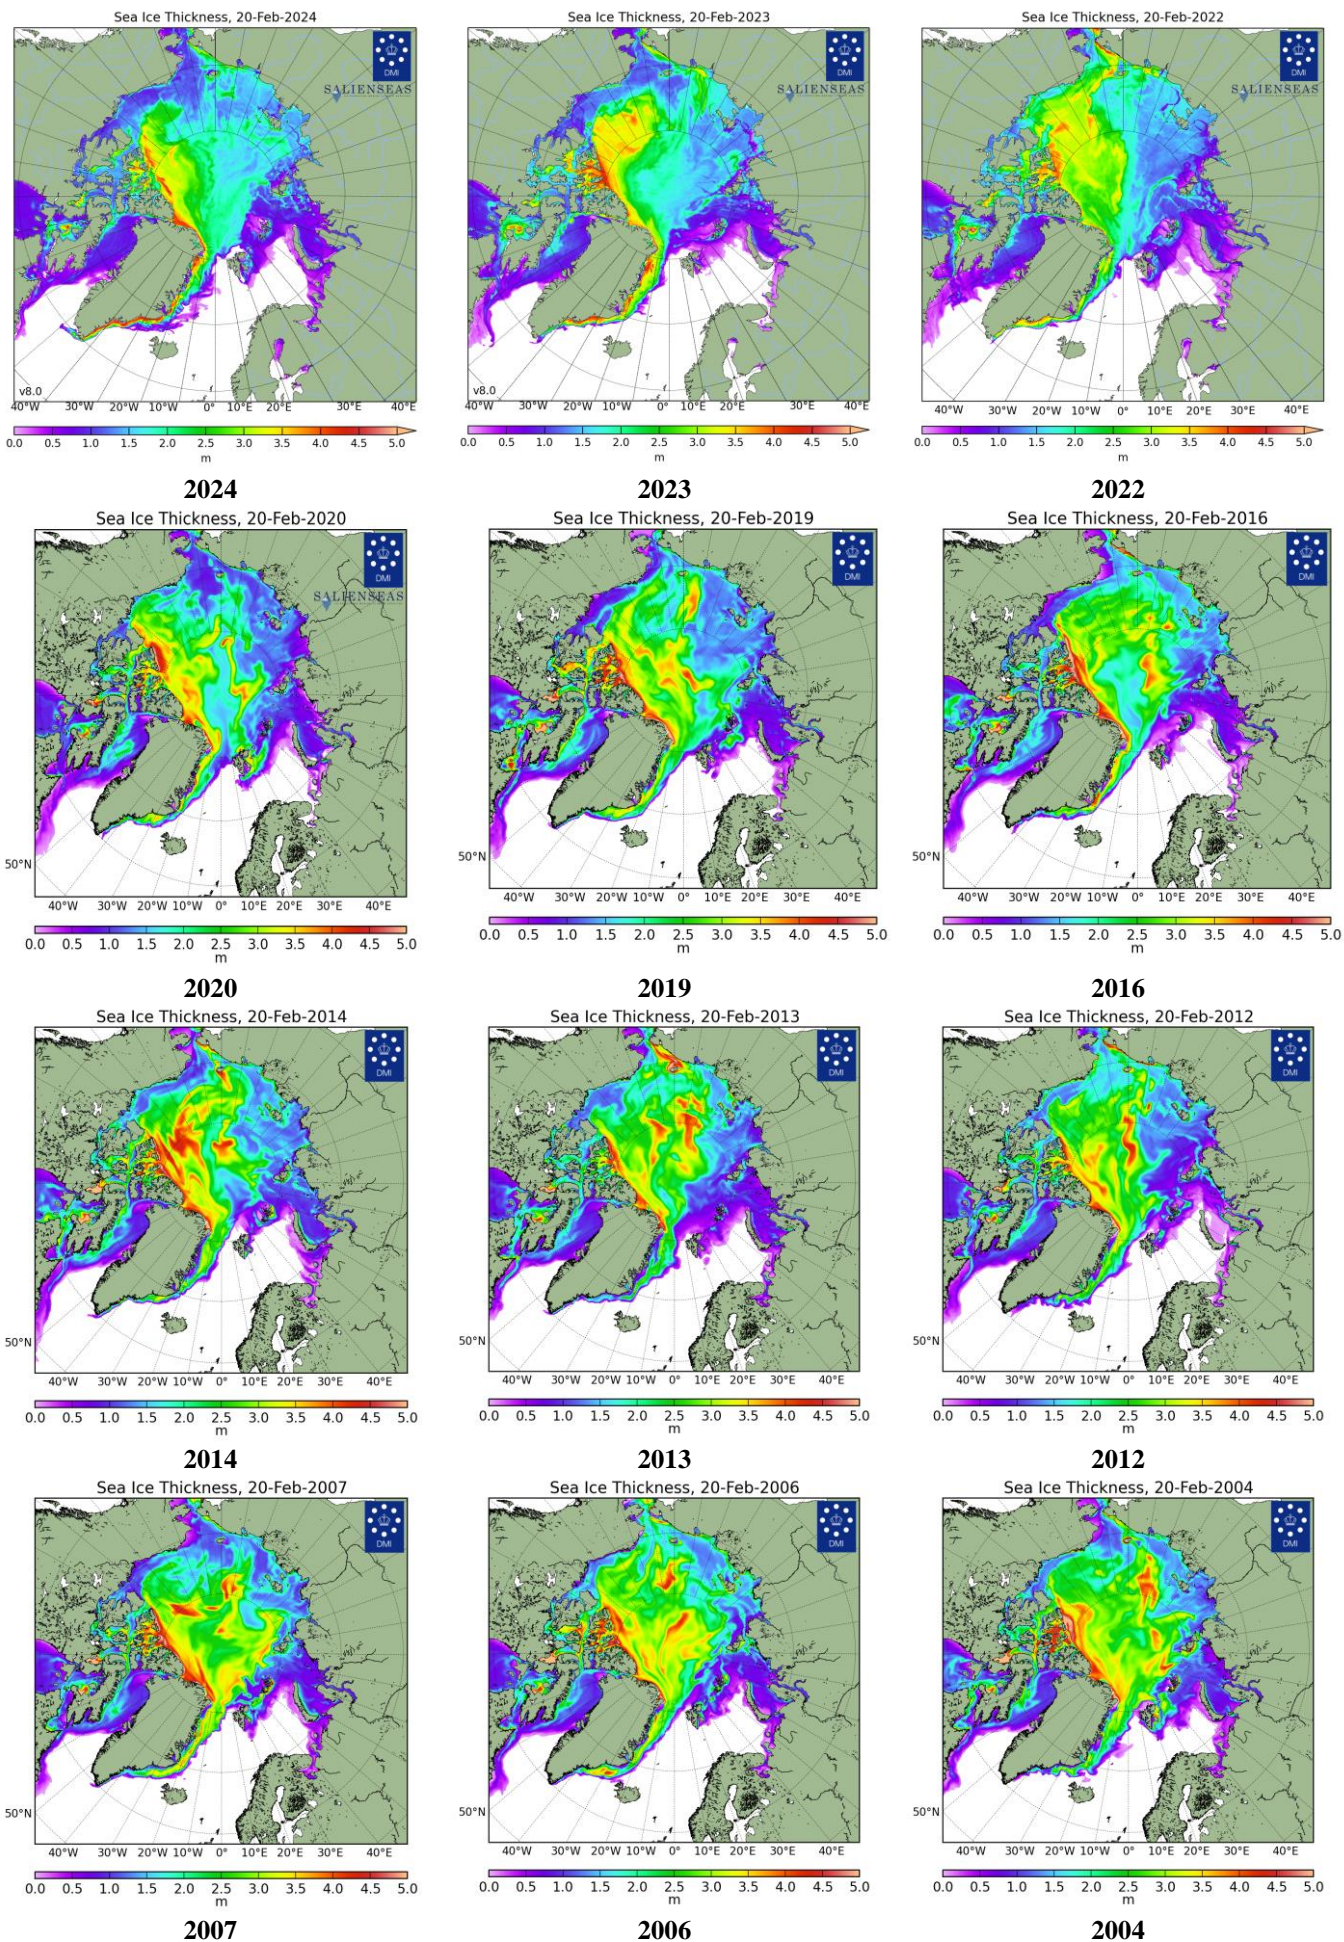 Sea Ice Thickness, 20-Feb-2024
DMI
SALIENSEAS
v8.0
40°W 30°W 20°W 10°W 0° 10°E 20°E 30°E 40°E
0.0 0.5 1.0 1.5 2.0 2.5 3.0 3.5 4.0 4.5 5.0
m
2024
Sea Ice Thickness, 20-Feb-2023
DMI
SALIENSEAS
v8.0
40°W 30°W 20°W 10°W 0° 10°E 20°E 30°E 40°E
0.0 0.5 1.0 1.5 2.0 2.5 3.0 3.5 4.0 4.5 5.0
m
2023
Sea Ice Thickness, 20-Feb-2022
DMI
SALIENSEAS
40°W 30°W 20°W 10°W 0° 10°E 20°E 30°E 40°E
0.0 0.5 1.0 1.5 2.0 2.5 3.0 3.5 4.0 4.5 5.0
m
2022
Sea Ice Thickness, 20-Feb-2020
DMI
SALIENSEAS
50°N
40°W 30°W 20°W 10°W 0° 10°E 20°E 30°E 40°E
0.0 0.5 1.0 1.5 2.0 2.5 3.0 3.5 4.0 4.5 5.0
m
2020
Sea Ice Thickness, 20-Feb-2019
DMI
50°N
40°W 30°W 20°W 10°W 0° 10°E 20°E 30°E 40°E
0.0 0.5 1.0 1.5 2.0 2.5 3.0 3.5 4.0 4.5 5.0
m
2019
Sea Ice Thickness, 20-Feb-2016
DMI
50°N
40°W 30°W 20°W 10°W 0° 10°E 20°E 30°E 40°E
0.0 0.5 1.0 1.5 2.0 2.5 3.0 3.5 4.0 4.5 5.0
m
2016
Sea Ice Thickness, 20-Feb-2014
DMI
50°N
40°W 30°W 20°W 10°W 0° 10°E 20°E 30°E 40°E
0.0 0.5 1.0 1.5 2.0 2.5 3.0 3.5 4.0 4.5 5.0
m
2014
Sea Ice Thickness, 20-Feb-2013
DMI
50°N
40°W 30°W 20°W 10°W 0° 10°E 20°E 30°E 40°E
0.0 0.5 1.0 1.5 2.0 2.5 3.0 3.5 4.0 4.5 5.0
m
2013
Sea Ice Thickness, 20-Feb-2012
DMI
50°N
40°W 30°W 20°W 10°W 0° 10°E 20°E 30°E 40°E
0.0 0.5 1.0 1.5 2.0 2.5 3.0 3.5 4.0 4.5 5.0
m
2012
Sea Ice Thickness, 20-Feb-2007
DMI
50°N
40°W 30°W 20°W 10°W 0° 10°E 20°E 30°E 40°E
0.0 0.5 1.0 1.5 2.0 2.5 3.0 3.5 4.0 4.5 5.0
m
2007
Sea Ice Thickness, 20-Feb-2006
DMI
50°N
40°W 30°W 20°W 10°W 0° 10°E 20°E 30°E 40°E
0.0 0.5 1.0 1.5 2.0 2.5 3.0 3.5 4.0 4.5 5.0
m
2006
Sea Ice Thickness, 20-Feb-2004
DMI
50°N
40°W 30°W 20°W 10°W 0° 10°E 20°E 30°E 40°E
0.0 0.5 1.0 1.5 2.0 2.5 3.0 3.5 4.0 4.5 5.0
m
2004